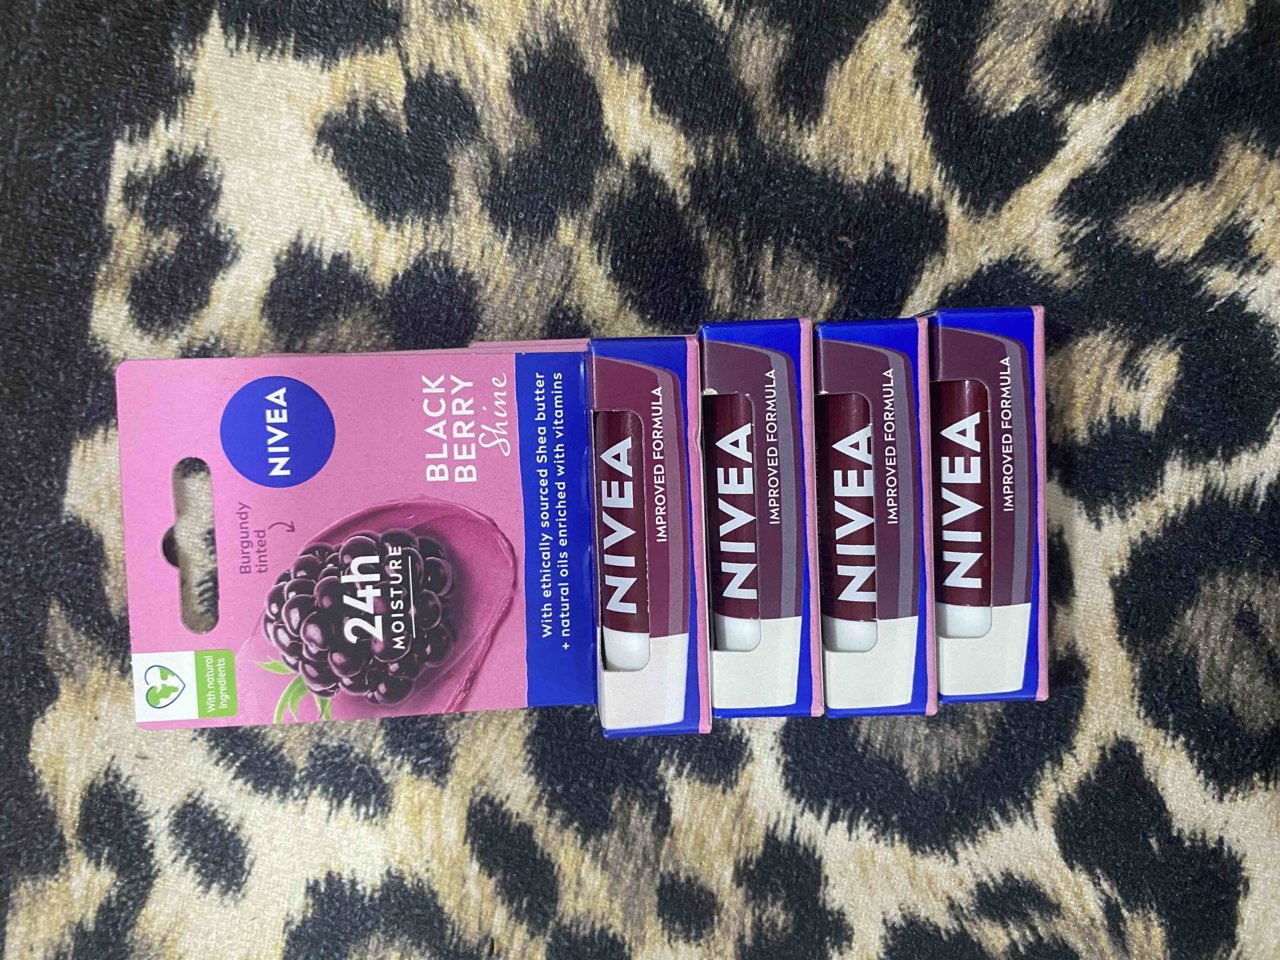 With natural
ingredients
Burgundy
tinted
NIVEA
24h
MOISTURE
BLACK
BERRY
Shine
With ethically sourced Shea butter
+ natural oils enriched with vitamins
NIVEA
IMPROVED FORMULA
NIVEA
IMPROVED FORMULA
NIVEA
IMPROVED FORMULA
NIVEA
IMPROVED FORMULA